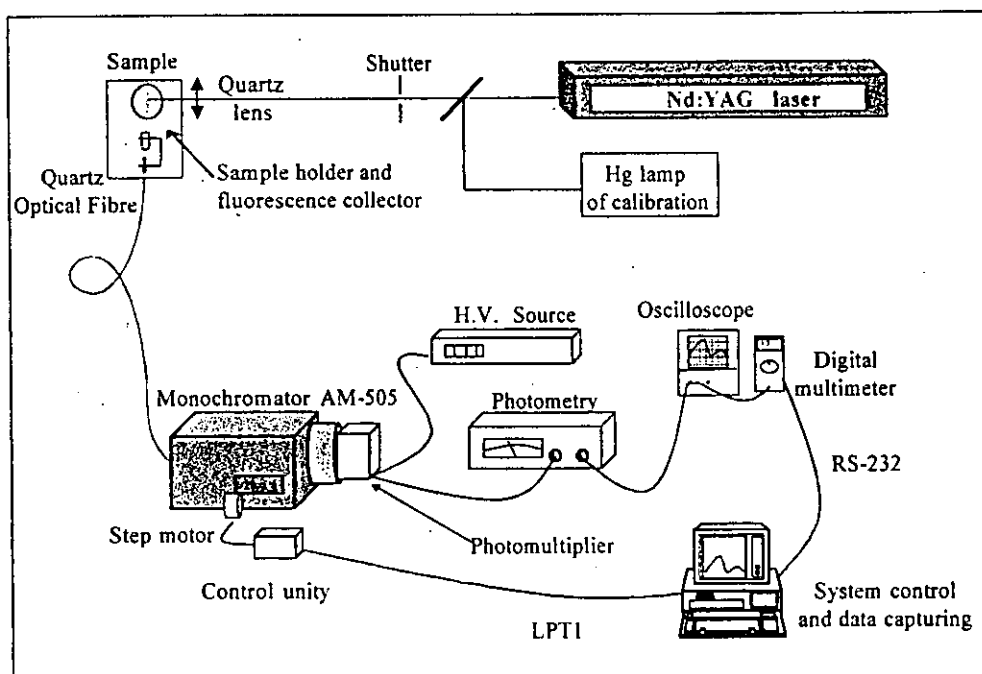 Sample
Quartz
lens
Shutter
Nd:YAG laser
Sample holder and
fluorescence collector
Hg lamp
of calibration
Quartz
Optical Fibre
H.V. Source
Oscilloscope
Digital
multimeter
Monochromator AM-505
Photometry
RS-232
Step motor
Photomultiplier
Control unity
System control
and data capturing
LPT1